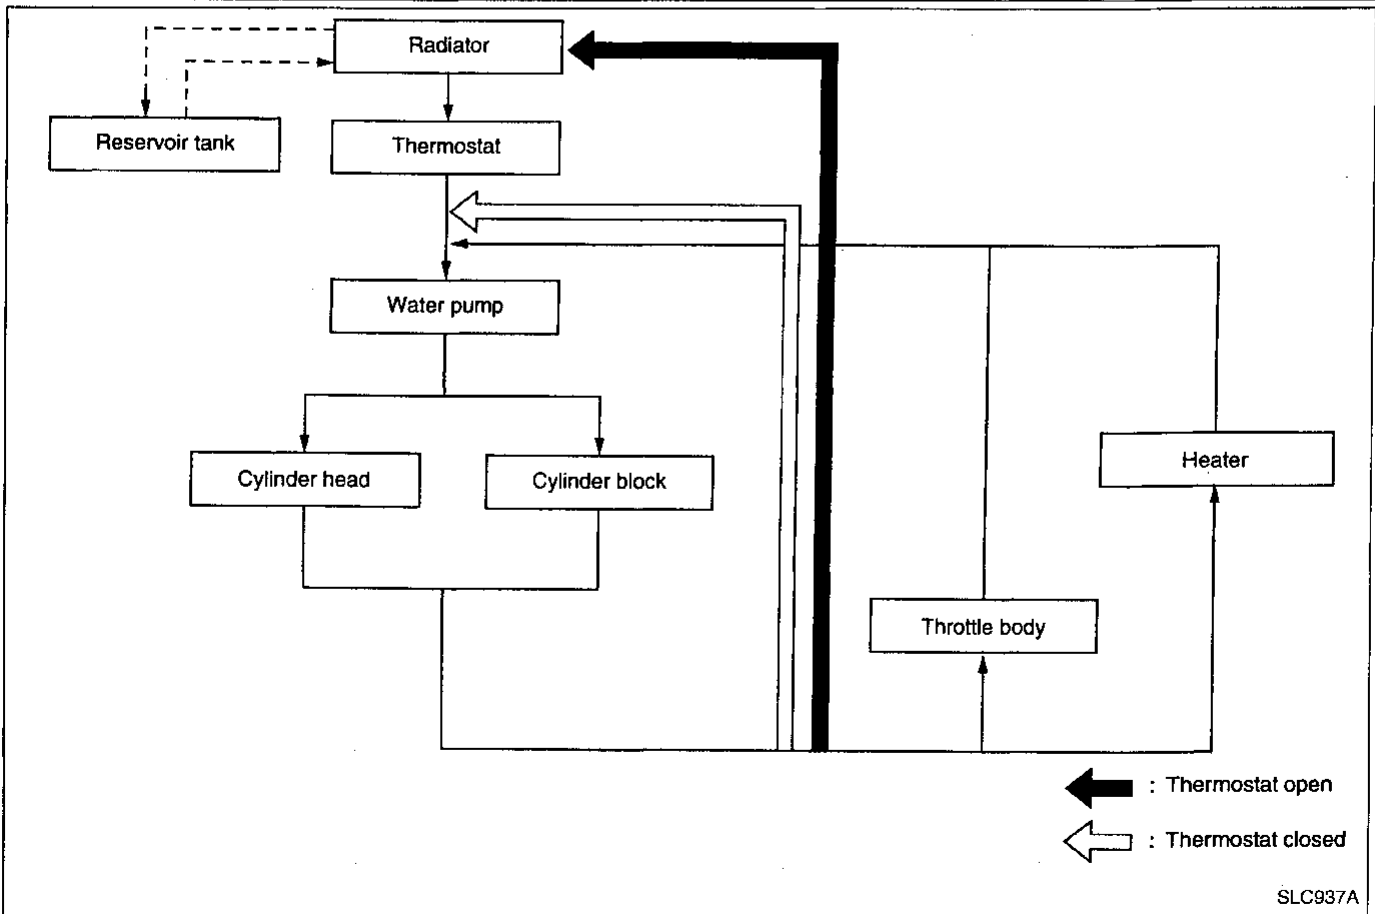 Radiator
Reservoir tank
Thermostat
Water pump
Cylinder head
Cylinder block
Heater
Throttle body
: Thermostat open
: Thermostat closed
SLC937A